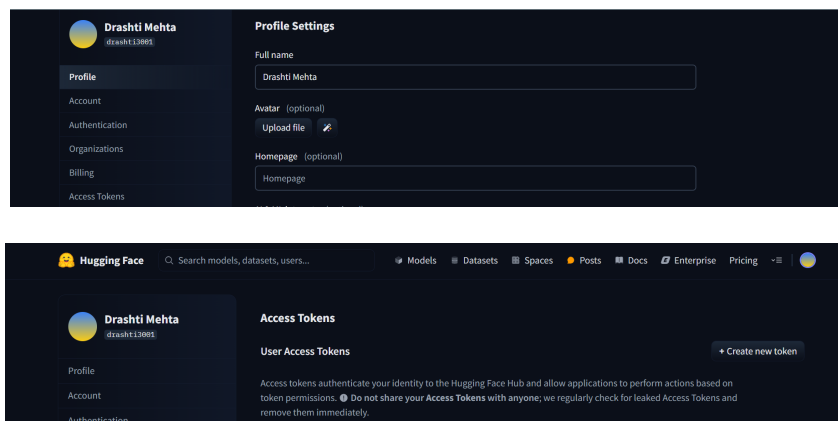 Drashti Mehta
drashti3001
Profile
Account
Authentication
Organizations
Billing
Access Tokens
Profile Settings
Full name
Drashti Mehta
Avatar (optional)
Upload file
Homepage (optional)
Homepage
Hugging Face
Search models, datasets, users...
Models
Datasets
Spaces
Posts
Docs
Enterprise
Pricing
Drashti Mehta
drashti3001
Profile
Account
Authentication
Access Tokens
User Access Tokens
+ Create new token
Access tokens authenticate your identity to the Hugging Face Hub and allow applications to perform actions based on
token permissions. Do not share your Access Tokens with anyone; we regularly check for leaked Access Tokens and
remove them immediately.